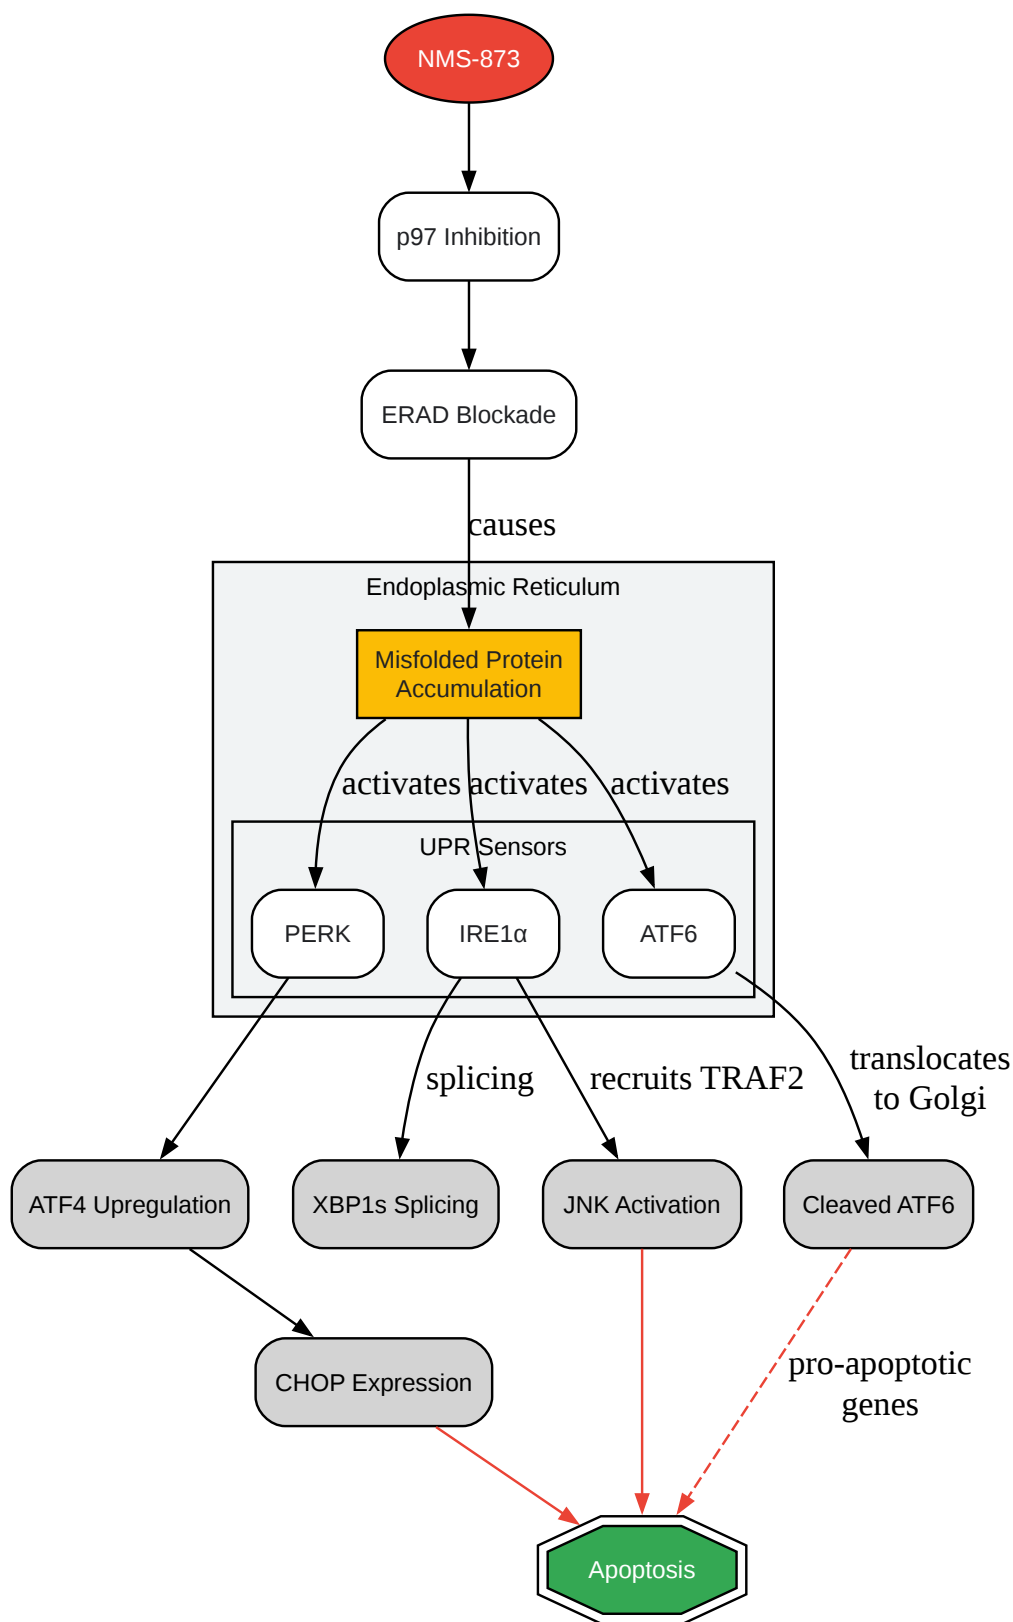 NMS-873
p97 Inhibition
ERAD Blockade
causes
Endoplasmic Reticulum
Misfolded Protein
Accumulation
activates
activates
activates
UPR Sensors
PERK
IRE1α
ATF6
splicing
recruits TRAF2
translocates
to Golgi
ATF4 Upregulation
XBP1s Splicing
JNK Activation
Cleaved ATF6
CHOP Expression
pro-apoptotic
genes
Apoptosis